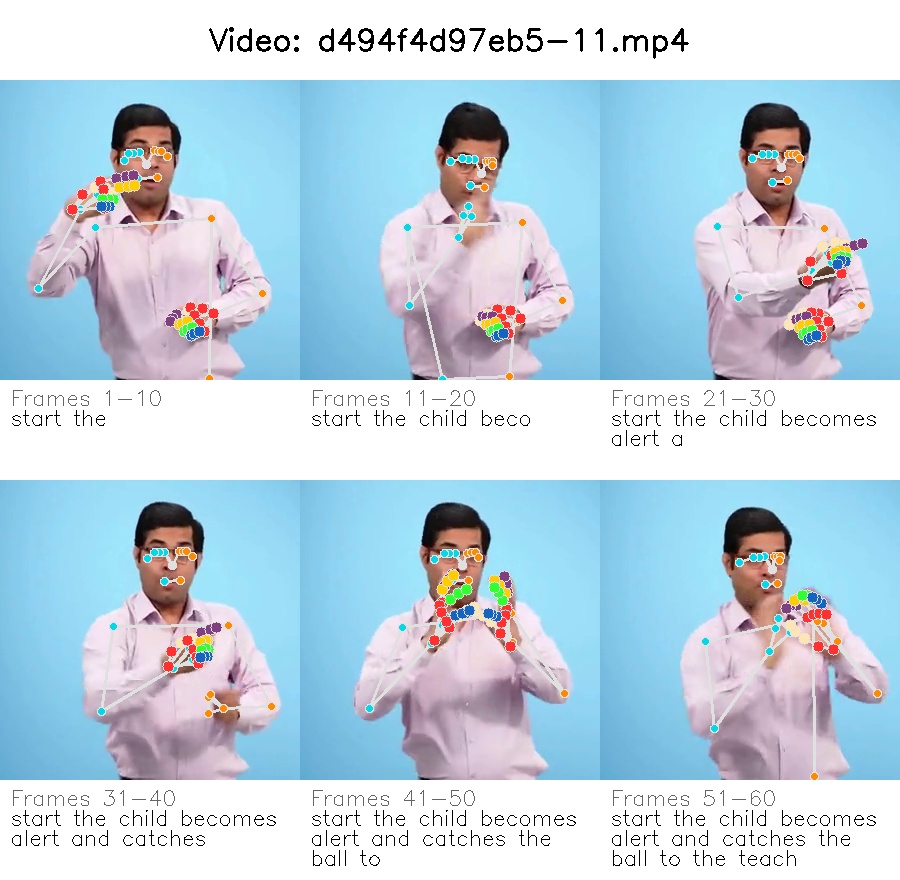 Video: d494f4d97eb5-11.mp4
Frames 1-10
start the
Frames 11-20
start the child beco
Frames 21-30
start the child becomes
alert a
Frames 31-40
start the child becomes
alert and catches
Frames 41-50
start the child becomes
alert and catches the
ball to
Frames 51-60
start the child becomes
alert and catches the
ball to the teach